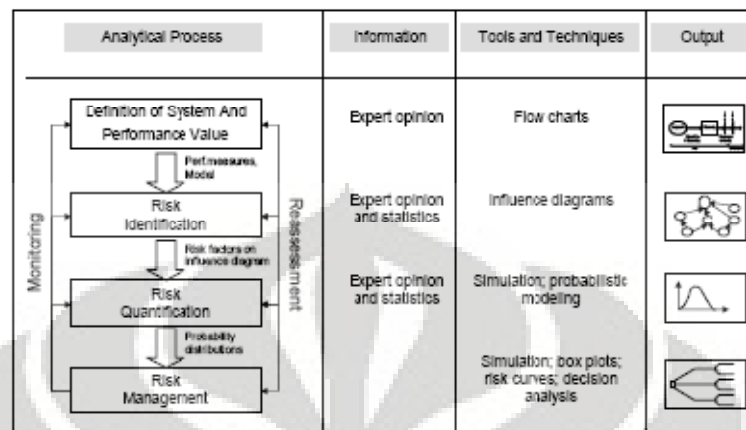 Analytical Process
Information
Tools and Techniques
Output
Definition of System And
Performance Value
Expert opinion
Flow charts
Perf.measures,
Model
Risk
Identification
Expert opinion
and statistics
Influence diagrams
Risk factors on
influence diagram
Risk
Quantification
Expert opinion
and statistics
Simulation; probabilistic
modeling
Probability
distributions
Risk
Management
Simulation; box plots;
risk curves; decision
analysis
Monitoring
Reassessment